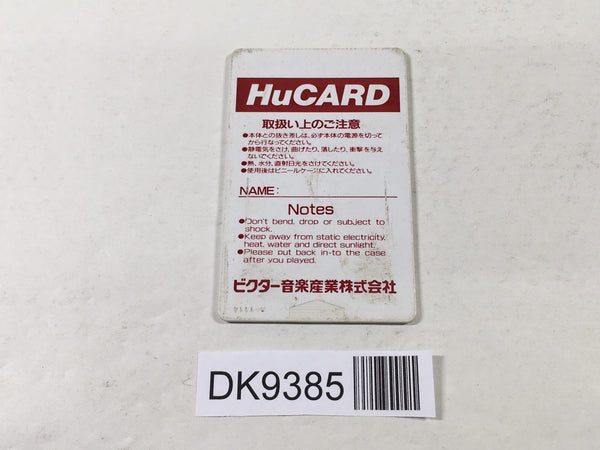 HuCARD
取扱い上のご注意
●本体との抜き差しは、必ず本体の電源を切って
から行なってください。
●静電気をさけ、曲げたり、落したり、衝撃を与え
ないでください。
●熱、水分、直射日光をさけてください。
●使用後はビニールケースに入れてください。
NAME:
Notes
●Don't bend, drop or subject to
shock.
●Keep away from static electricity,
heat, water and direct sunlight.
●Please put back in-to the case
after you played.
ビクター音楽産業株式会社
DK9385